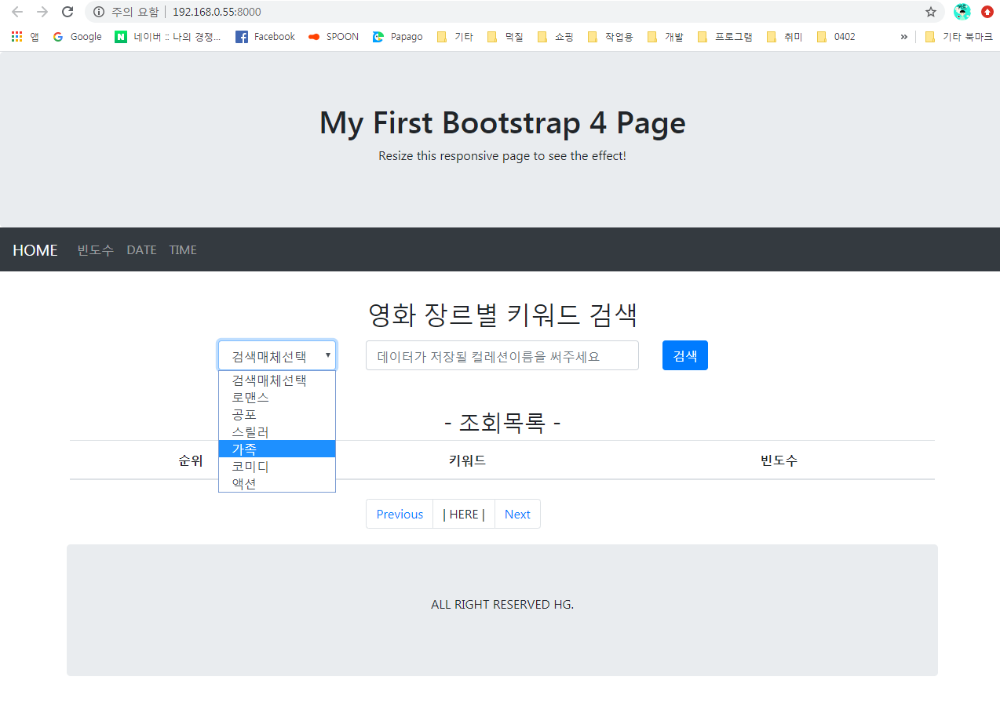 주의 요함 | 192.168.0.55:8000
앱 Google 네이버 :: 나의 경쟁... Facebook SPOON Papago 기타 덕질 쇼핑 작업용 개발 프로그램 취미 0402 » 기타 북마크
My First Bootstrap 4 Page
Resize this responsive page to see the effect!
HOME 빈도수 DATE TIME
영화 장르별 키워드 검색
검색매체선택 데이터가 저장될 컬레션이름을 써주세요 검색
검색매체선택
로맨스
공포
스릴러
가족
코미디
액션
- 조회목록 -
순위 키워드 빈도수
Previous | HERE | Next
ALL RIGHT RESERVED HG.